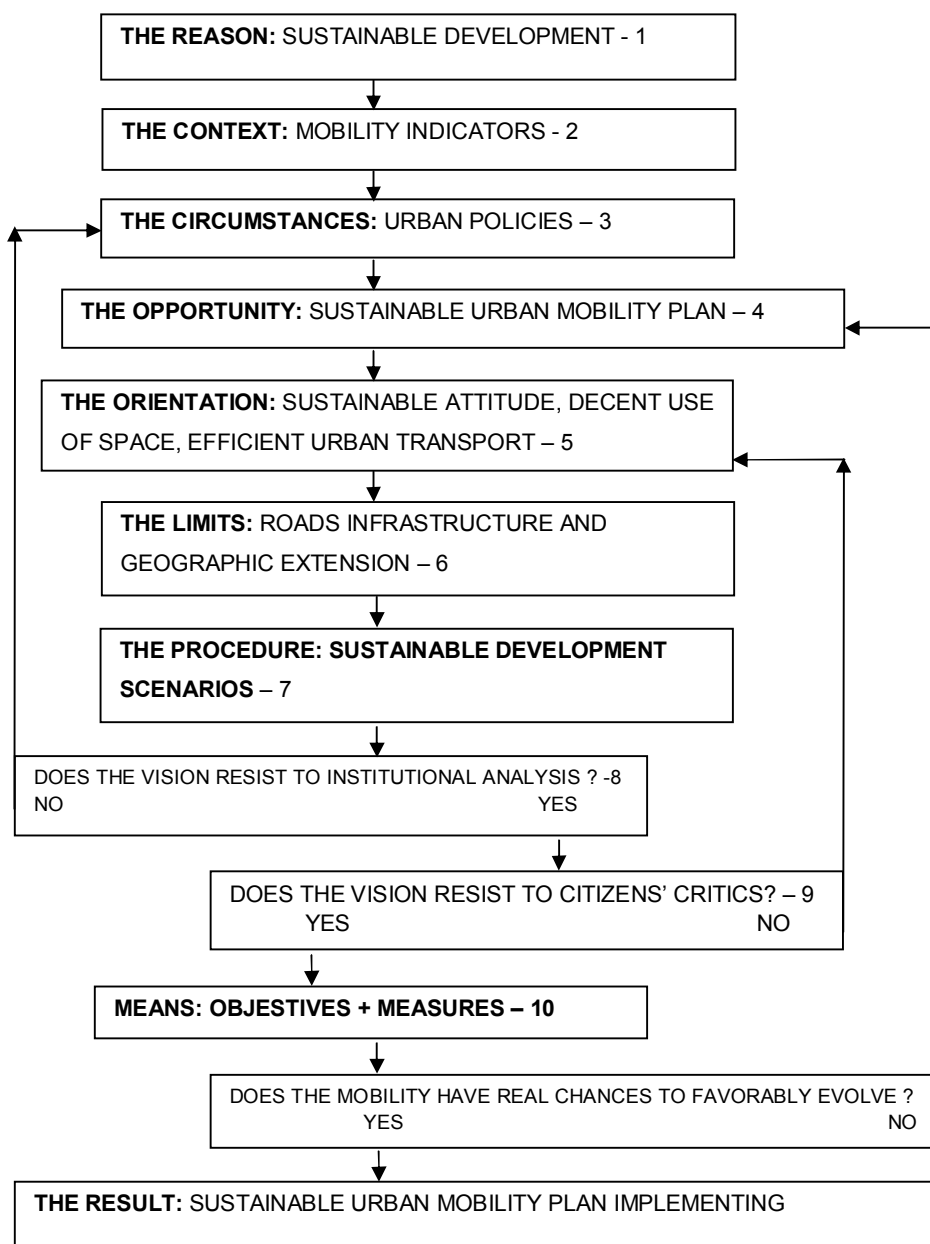 THE REASON: SUSTAINABLE DEVELOPMENT - 1
THE CONTEXT: MOBILITY INDICATORS - 2
THE CIRCUMSTANCES: URBAN POLICIES – 3
THE OPPORTUNITY: SUSTAINABLE URBAN MOBILITY PLAN – 4
THE ORIENTATION: SUSTAINABLE ATTITUDE, DECENT USE
OF SPACE, EFFICIENT URBAN TRANSPORT – 5
THE LIMITS: ROADS INFRASTRUCTURE AND
GEOGRAPHIC EXTENSION – 6
THE PROCEDURE: SUSTAINABLE DEVELOPMENT
SCENARIOS – 7
DOES THE VISION RESIST TO INSTITUTIONAL ANALYSIS ? -8
NO YES
DOES THE VISION RESIST TO CITIZENS’ CRITICS? – 9
YES NO
MEANS: OBJESTIVES + MEASURES – 10
DOES THE MOBILITY HAVE REAL CHANCES TO FAVORABLY EVOLVE ?
YES NO
THE RESULT: SUSTAINABLE URBAN MOBILITY PLAN IMPLEMENTING